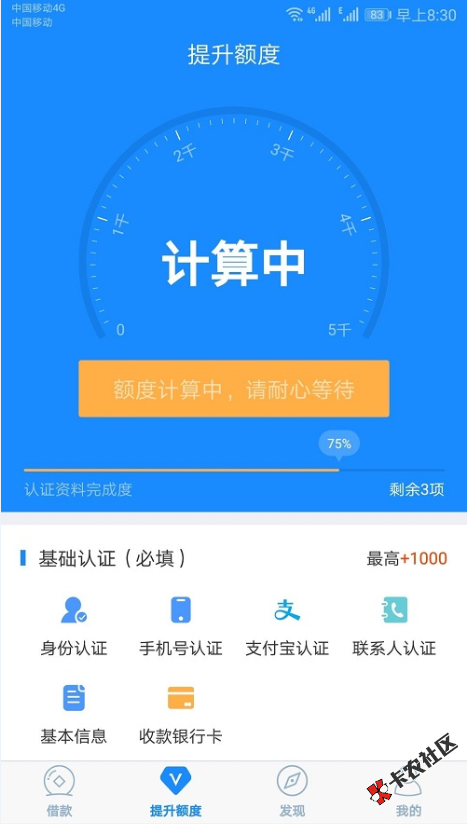 中国移动4G
中国移动
4G E 83 早上8:30
提升额度
2千 3千
1千 4千
计算中
0 5千
额度计算中，请耐心等待
75%
认证资料完成度 剩余3项
基础认证（必填） 最高+1000
身份认证 手机号认证 支付宝认证 联系人认证
基本信息 收款银行卡
借款 提升额度 发现 我的
卡农社区